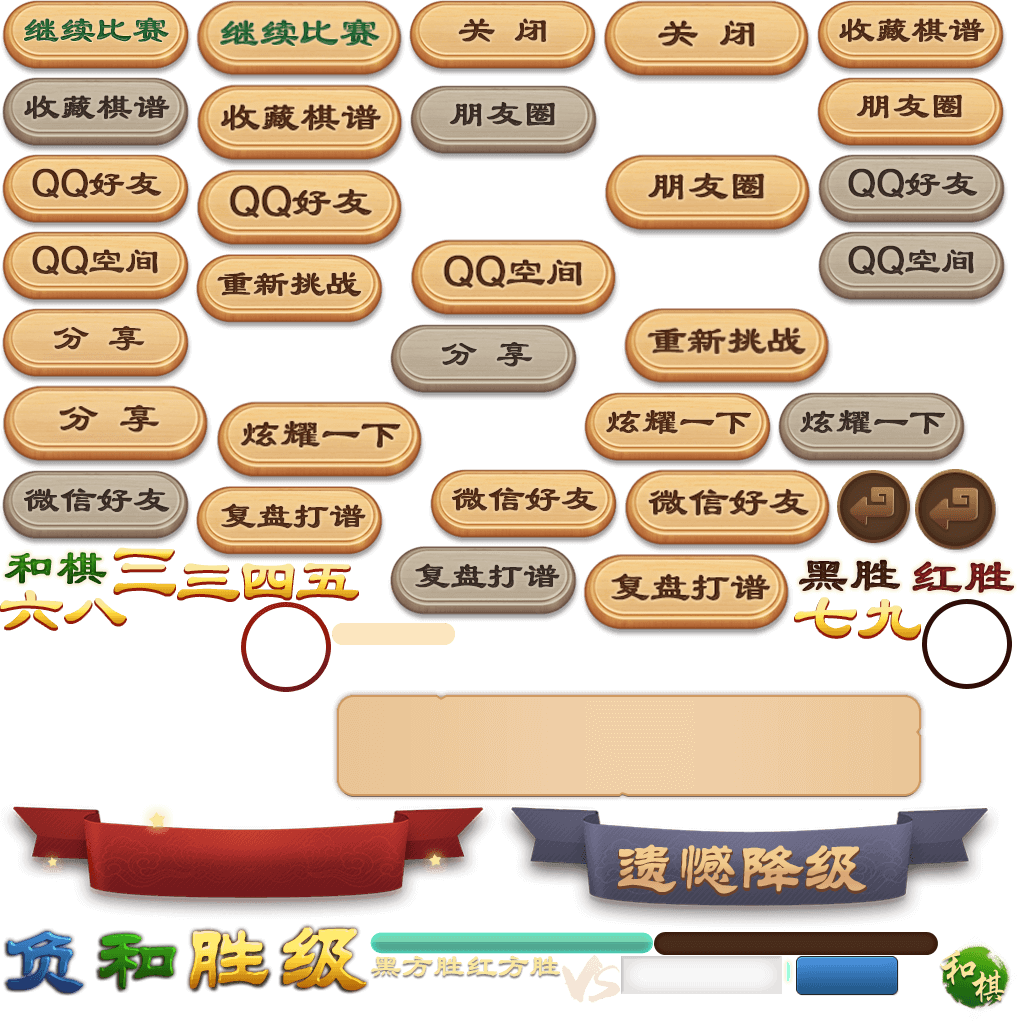 继续比赛
继续比赛
关 闭
关 闭
收藏棋谱
收藏棋谱
收藏棋谱
朋友圈
朋友圈
QQ好友
QQ好友
朋友圈
QQ好友
QQ空间
重新挑战
QQ空间
QQ空间
分 享
分 享
重新挑战
分 享
炫耀一下
炫耀一下
炫耀一下
微信好友
复盘打谱
微信好友
微信好友
和棋
三三四五
复盘打谱
复盘打谱
黑胜
红胜
六八
七九
遗憾降级
负和胜级
黑方胜红方胜
VS
和棋